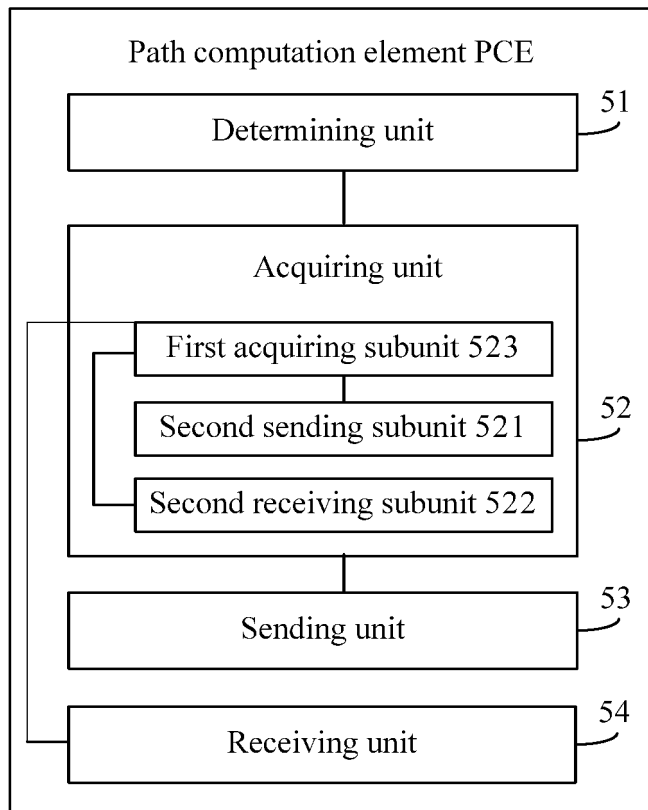 Path computation element PCE
51
Determining unit
Acquiring unit
First acquiring subunit 523
52
Second sending subunit 521
Second receiving subunit 522
53
Sending unit
54
Receiving unit